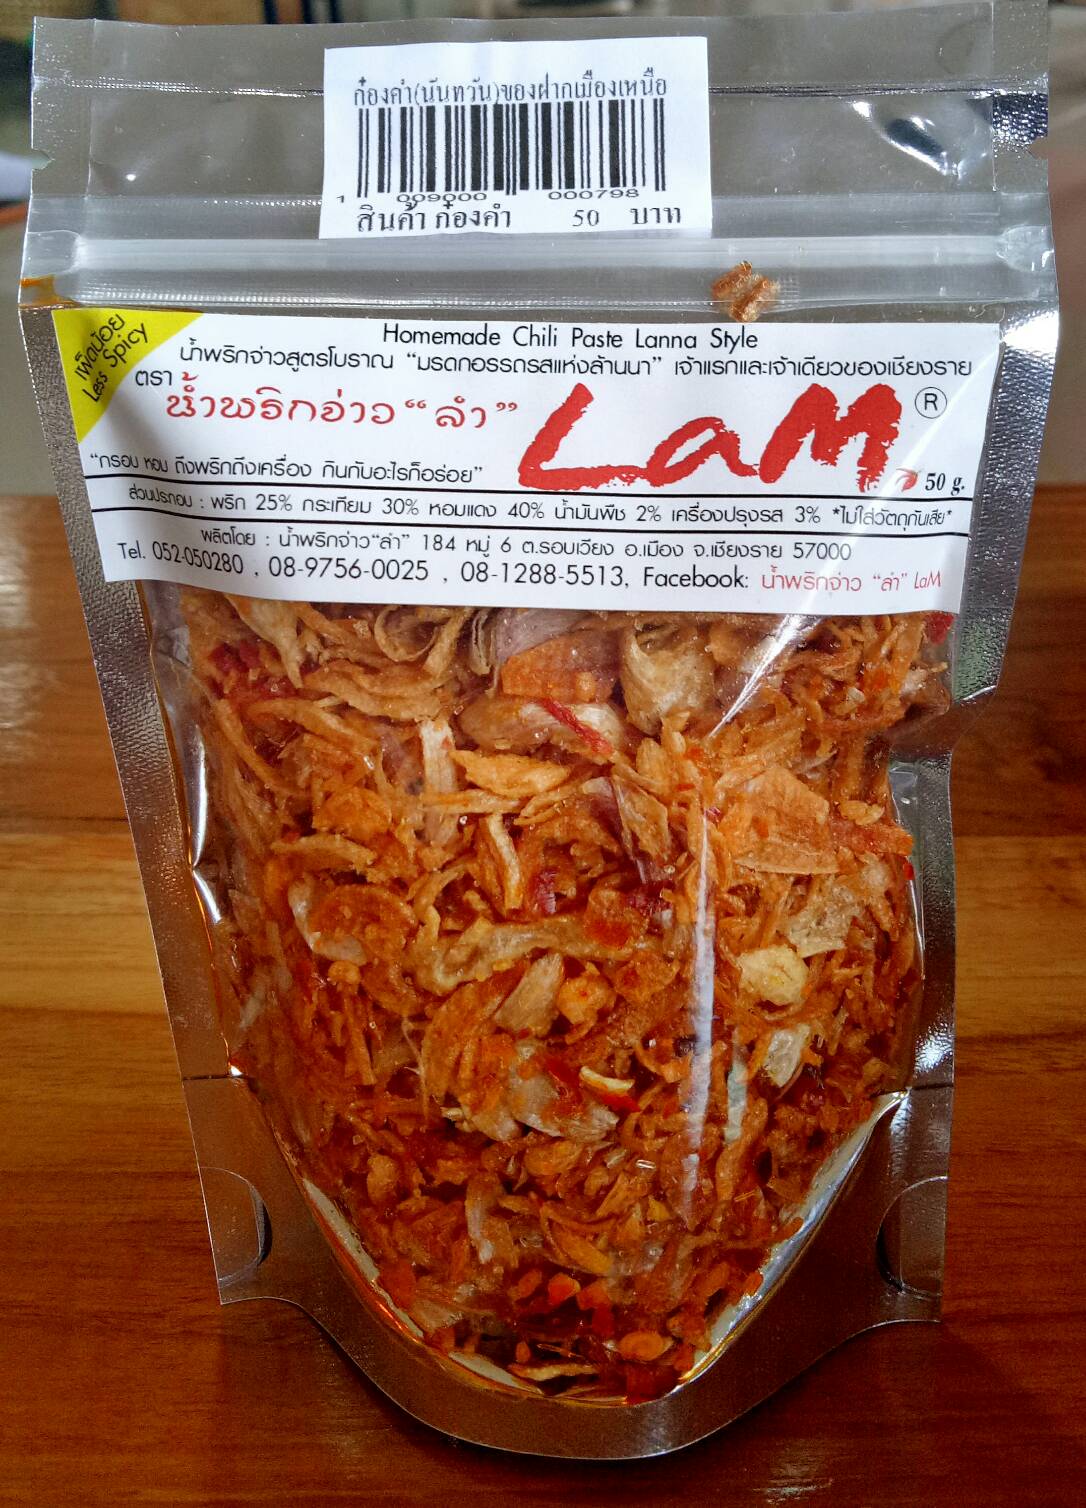 ก๋องคำ(นันทวัน)ของฝากเมืองเหนือ
1 009000 000798
สินค้า ก๋องคำ 50 บาท
เผ็ดน้อย
Less Spicy
Homemade Chili Paste Lanna Style
น้ำพริกจ่าวสูตรโบราณ “มรดกอรรถรสแห่งล้านนา” เจ้าแรกและเจ้าเดียวของเชียงราย
ตรา น้ำพริกจ่าว “ลำ” LaM ®
“กรอบ หอม ถึงพริกถึงเครื่อง กินกับอะไรก็อร่อย” 50 g.
ส่วนประกอบ : พริก 25% กระเทียม 30% หอมแดง 40% น้ำมันพืช 2% เครื่องปรุงรส 3% *ไม่ใส่วัตถุกันเสีย*
ผลิตโดย : น้ำพริกจ่าว“ลำ” 184 หมู่ 6 ต.รอบเวียง อ.เมือง จ.เชียงราย 57000
Tel. 052-050280 , 08-9756-0025 , 08-1288-5513, Facebook: น้ำพริกจ่าว “ลำ” LaM